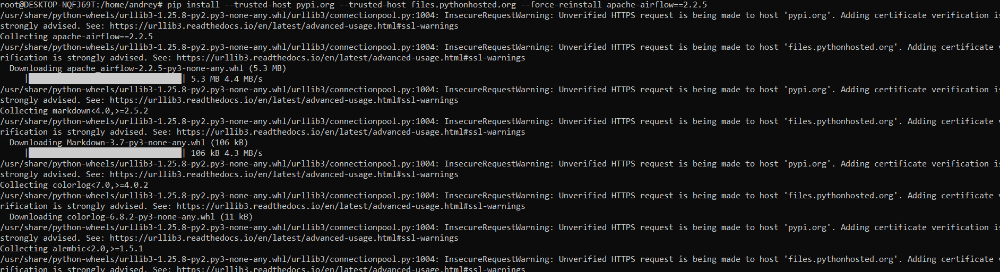 root@DESKTOP-NQFJ69T:/home/andrey# pip install --trusted-host pypi.org --trusted-host files.pythonhosted.org --force-reinstall apache-airflow==2.2.5
/usr/share/python-wheels/urllib3-1.25.8-py2.py3-none-any.whl/urllib3/connectionpool.py:1004: InsecureRequestWarning: Unverified HTTPS request is being made to host 'pypi.org'. Adding certificate verification is
strongly advised. See: https://urllib3.readthedocs.io/en/latest/advanced-usage.html#ssl-warnings
Collecting apache-airflow==2.2.5
/usr/share/python-wheels/urllib3-1.25.8-py2.py3-none-any.whl/urllib3/connectionpool.py:1004: InsecureRequestWarning: Unverified HTTPS request is being made to host 'files.pythonhosted.org'. Adding certificate v
rification is strongly advised. See: https://urllib3.readthedocs.io/en/latest/advanced-usage.html#ssl-warnings
  Downloading apache_airflow-2.2.5-py3-none-any.whl (5.3 MB)
     |████████████████████████████████| 5.3 MB 4.4 MB/s
/usr/share/python-wheels/urllib3-1.25.8-py2.py3-none-any.whl/urllib3/connectionpool.py:1004: InsecureRequestWarning: Unverified HTTPS request is being made to host 'pypi.org'. Adding certificate verification is
strongly advised. See: https://urllib3.readthedocs.io/en/latest/advanced-usage.html#ssl-warnings
Collecting markdown<4.0,>=2.5.2
/usr/share/python-wheels/urllib3-1.25.8-py2.py3-none-any.whl/urllib3/connectionpool.py:1004: InsecureRequestWarning: Unverified HTTPS request is being made to host 'files.pythonhosted.org'. Adding certificate v
rification is strongly advised. See: https://urllib3.readthedocs.io/en/latest/advanced-usage.html#ssl-warnings
  Downloading Markdown-3.7-py3-none-any.whl (106 kB)
     |████████████████████████████████| 106 kB 4.3 MB/s
/usr/share/python-wheels/urllib3-1.25.8-py2.py3-none-any.whl/urllib3/connectionpool.py:1004: InsecureRequestWarning: Unverified HTTPS request is being made to host 'pypi.org'. Adding certificate verification is
strongly advised. See: https://urllib3.readthedocs.io/en/latest/advanced-usage.html#ssl-warnings
Collecting colorlog<7.0,>=4.0.2
/usr/share/python-wheels/urllib3-1.25.8-py2.py3-none-any.whl/urllib3/connectionpool.py:1004: InsecureRequestWarning: Unverified HTTPS request is being made to host 'files.pythonhosted.org'. Adding certificate v
rification is strongly advised. See: https://urllib3.readthedocs.io/en/latest/advanced-usage.html#ssl-warnings
  Downloading colorlog-6.8.2-py3-none-any.whl (11 kB)
/usr/share/python-wheels/urllib3-1.25.8-py2.py3-none-any.whl/urllib3/connectionpool.py:1004: InsecureRequestWarning: Unverified HTTPS request is being made to host 'pypi.org'. Adding certificate verification is
strongly advised. See: https://urllib3.readthedocs.io/en/latest/advanced-usage.html#ssl-warnings
Collecting alembic<2.0,>=1.5.1
/usr/share/python-wheels/urllib3-1.25.8-py2.py3-none-any.whl/urllib3/connectionpool.py:1004: InsecureRequestWarning: Unverified HTTPS request is being made to host 'files.pythonhosted.org'. Adding certificate v
rification is strongly advised. See: https://urllib3.readthedocs.io/en/latest/advanced-usage.html#ssl-warnings